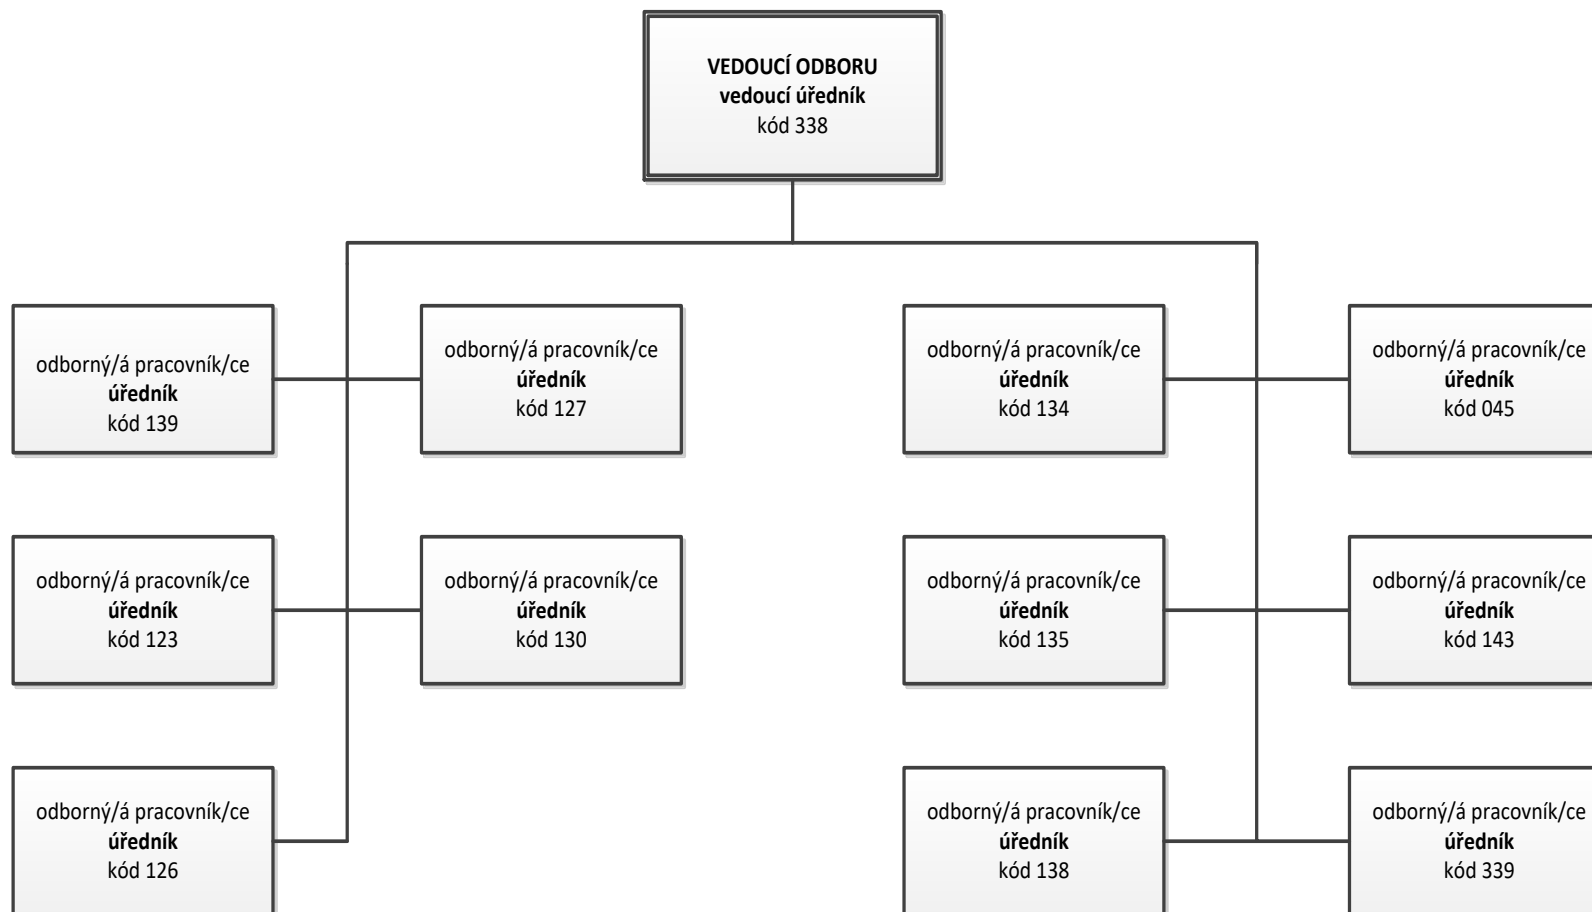 VEDOUCÍ ODBORU
vedoucí úředník
kód 338
odborný/á pracovník/ce
úředník
kód 139
odborný/á pracovník/ce
úředník
kód 127
odborný/á pracovník/ce
úředník
kód 134
odborný/á pracovník/ce
úředník
kód 045
odborný/á pracovník/ce
úředník
kód 123
odborný/á pracovník/ce
úředník
kód 130
odborný/á pracovník/ce
úředník
kód 135
odborný/á pracovník/ce
úředník
kód 143
odborný/á pracovník/ce
úředník
kód 126
odborný/á pracovník/ce
úředník
kód 138
odborný/á pracovník/ce
úředník
kód 339